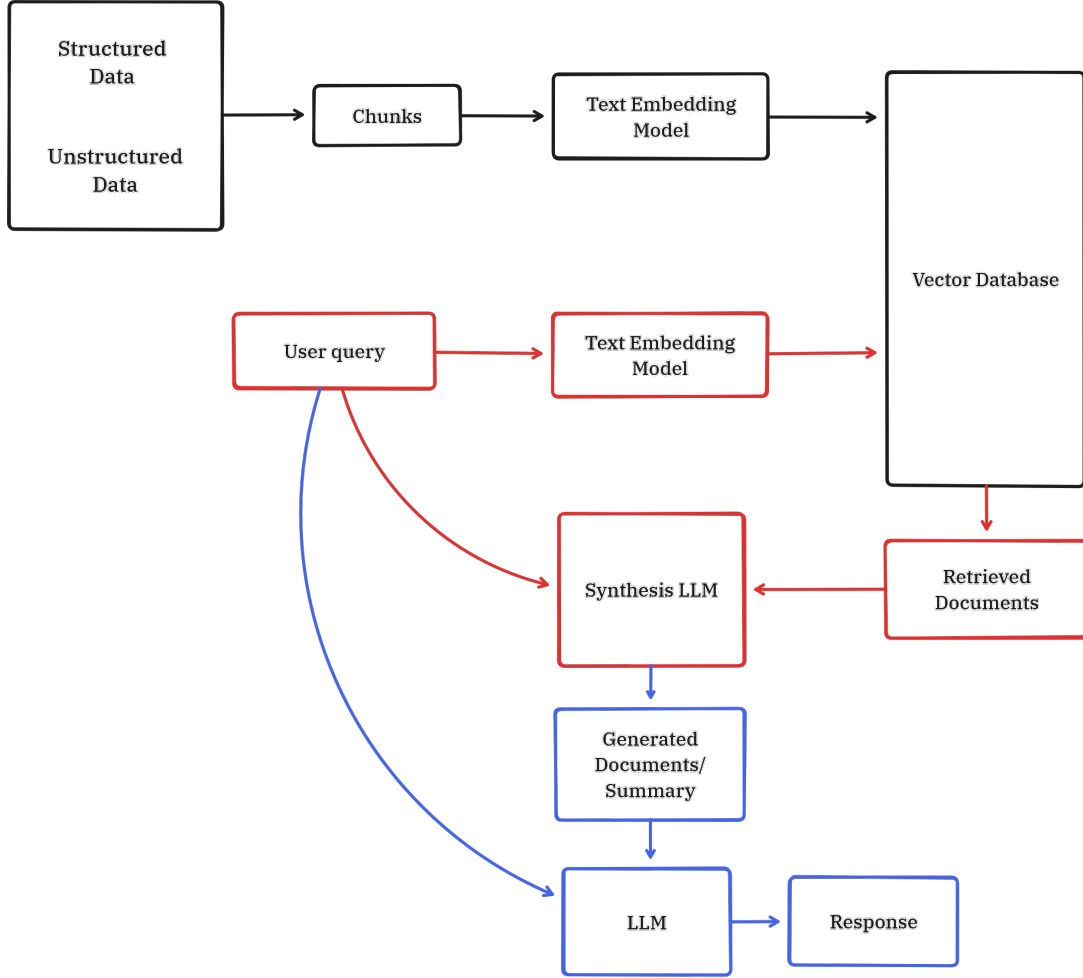 Structured
Data
Unstructured
Data
Chunks
Text Embedding
Model
Vector Database
User query
Text Embedding
Model
Synthesis LLM
Retrieved
Documents
Generated
Documents/
Summary
LLM
Response